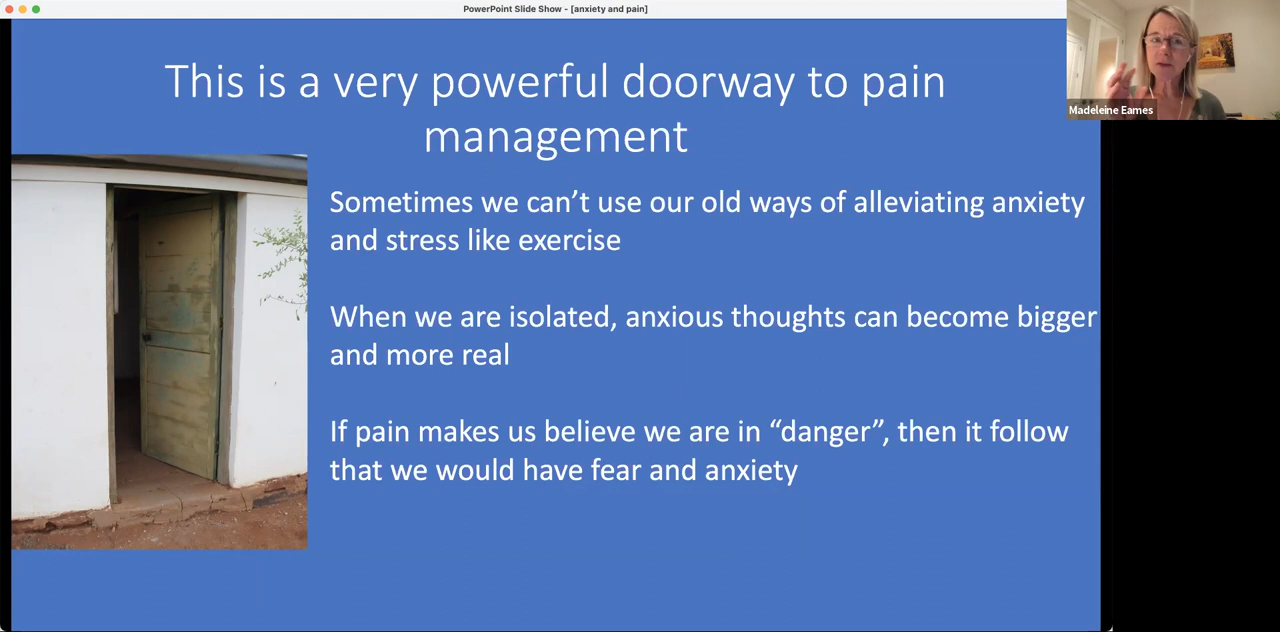 PowerPoint Slide Show - [anxiety and pain]
This is a very powerful doorway to pain
management
Madeleine Eames
Sometimes we can’t use our old ways of alleviating anxiety
and stress like exercise
When we are isolated, anxious thoughts can become bigger
and more real
If pain makes us believe we are in “danger”, then it follow
that we would have fear and anxiety